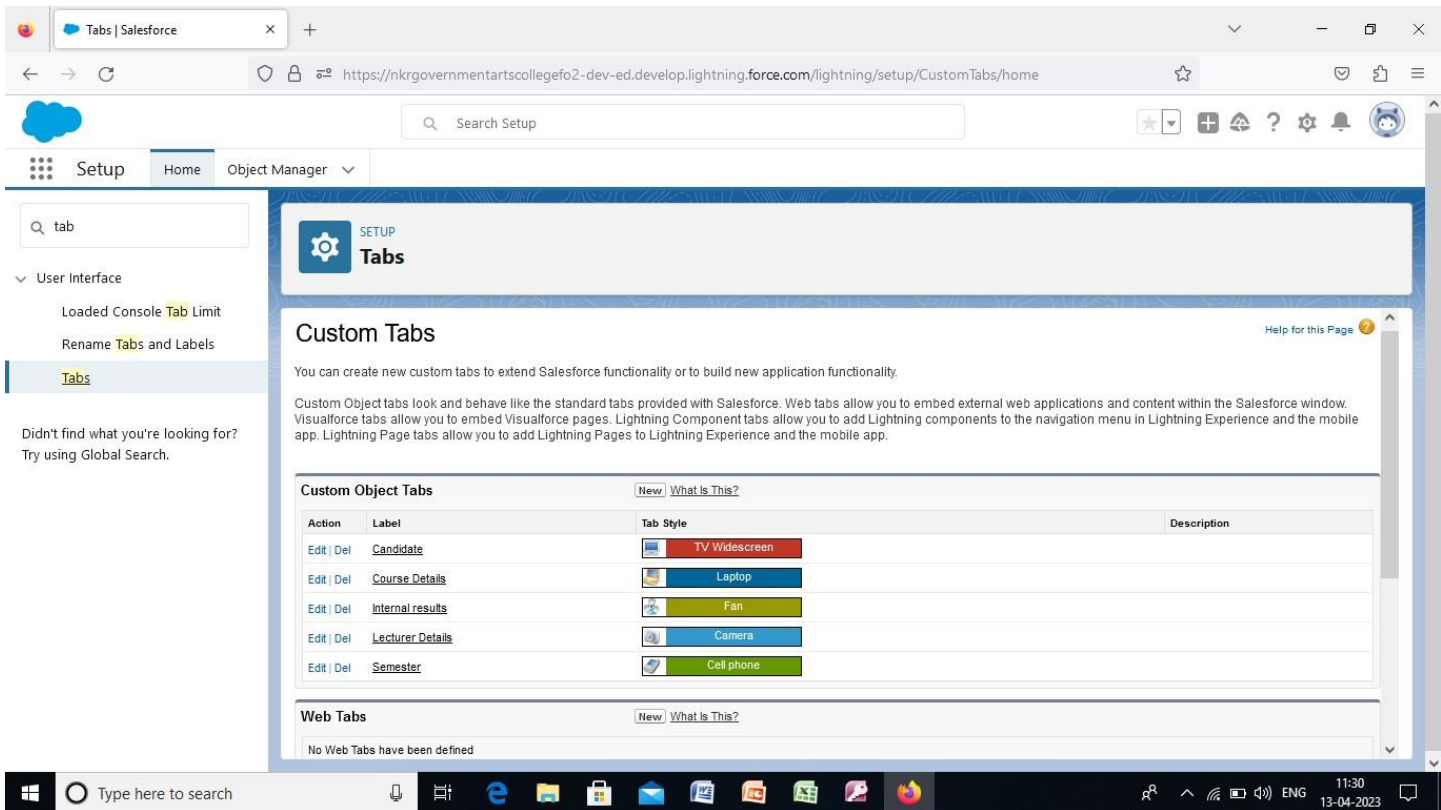 Tabs | Salesforce
https://nkrgovernmentartscollegefo2-dev-ed.develop.lightning.force.com/lightning/setup/CustomTabs/home
Search Setup
Setup Home Object Manager
tab
User Interface
Loaded Console Tab Limit
Rename Tabs and Labels
Tabs
Didn't find what you're looking for?
Try using Global Search.
SETUP
Tabs
Custom Tabs
Help for this Page
You can create new custom tabs to extend Salesforce functionality or to build new application functionality.
Custom Object tabs look and behave like the standard tabs provided with Salesforce. Web tabs allow you to embed external web applications and content within the Salesforce window.
Visualforce tabs allow you to embed Visualforce pages. Lightning Component tabs allow you to add Lightning components to the navigation menu in Lightning Experience and the mobile
app. Lightning Page tabs allow you to add Lightning Pages to Lightning Experience and the mobile app.
Custom Object Tabs New What Is This?
Action Label Tab Style Description
Edit | Del Candidate TV Widescreen
Edit | Del Course Details Laptop
Edit | Del Internal results Fan
Edit | Del Lecturer Details Camera
Edit | Del Semester Cell phone
Web Tabs New What Is This?
No Web Tabs have been defined
Type here to search
ENG
11:30
13-04-2023